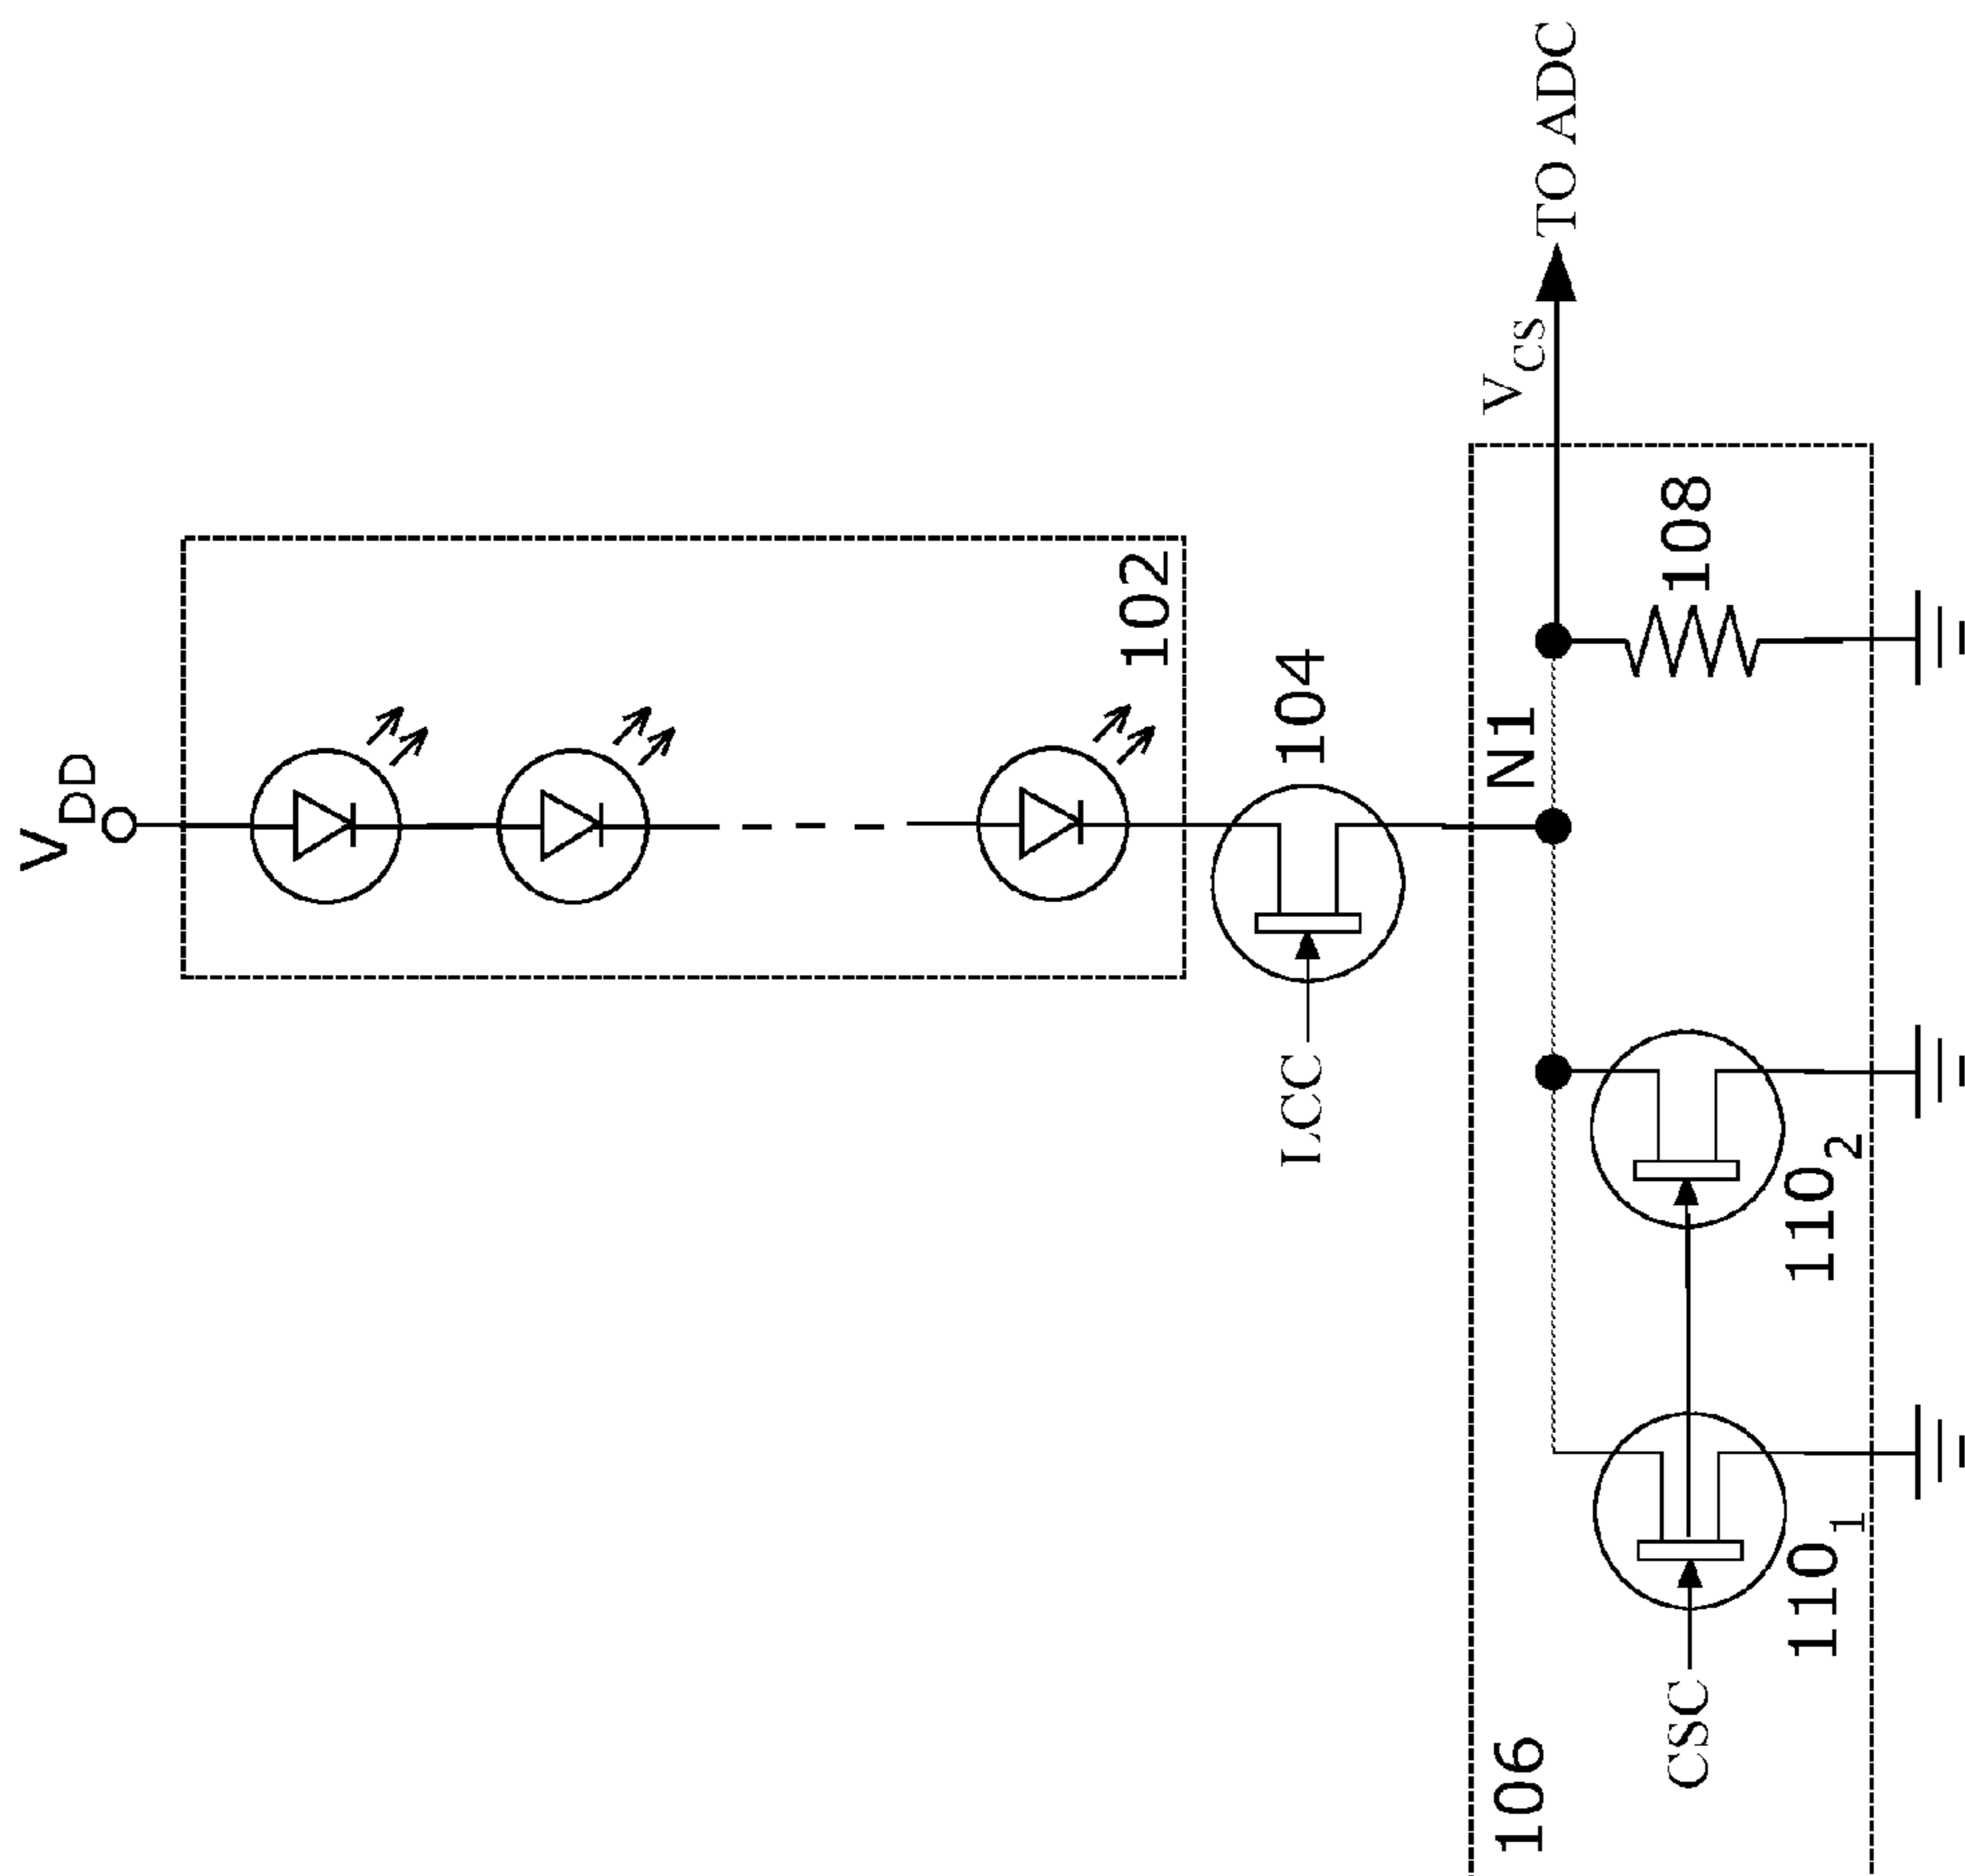 V_DD
102
104
LCC
N1
V_CS
TO ADC
108
110_2
110_1
CSC
106